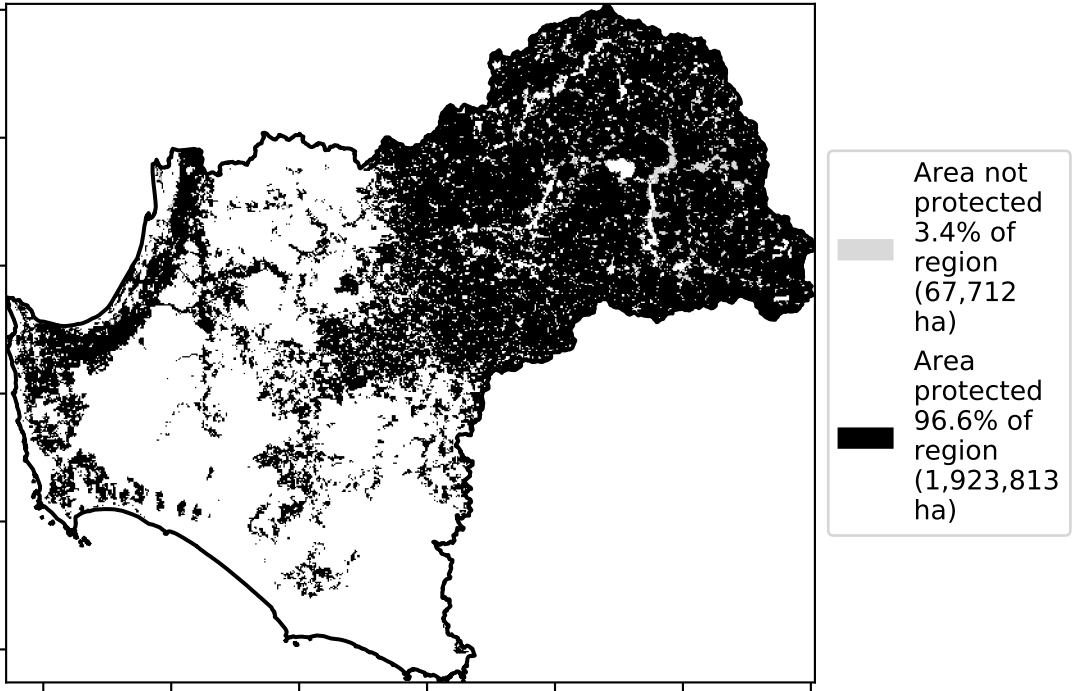 Area not
protected
3.4% of
region
(67,712
ha)
Area
protected
96.6% of
region
(1,923,813
ha)